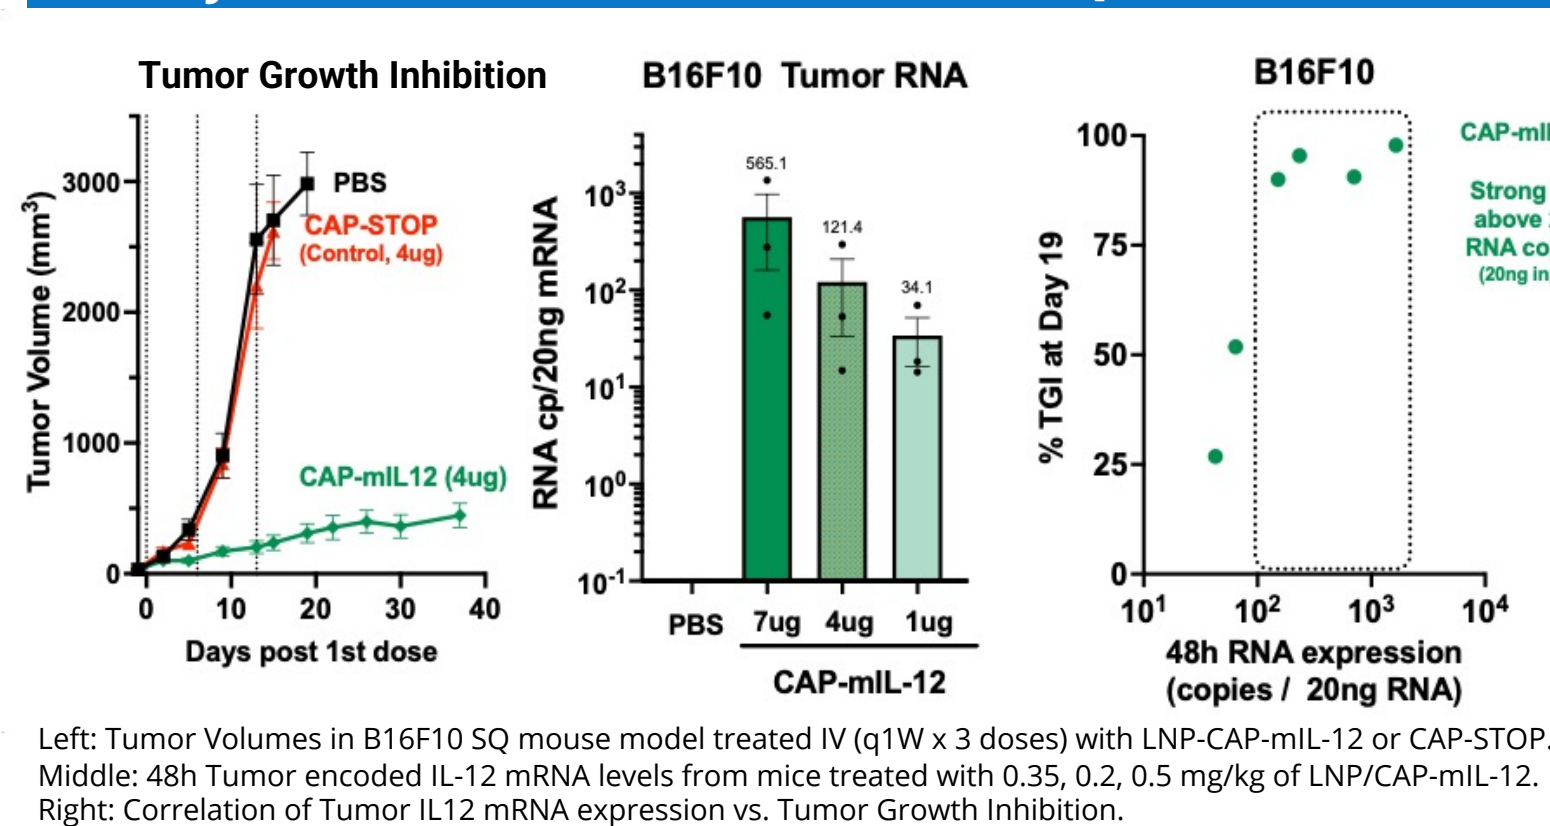 Tumor Growth Inhibition
Tumor Volume (mm³)
3000
2000
1000
0
0 10 20 30 40
Days post 1st dose
PBS
CAP-STOP
(Control, 4ug)
CAP-mIL12 (4ug)
B16F10 Tumor RNA
RNA cp/20ng mRNA
10³
10²
10¹
10⁰
10⁻¹
565.1
121.4
34.1
PBS 7ug 4ug 1ug
CAP-mIL-12
B16F10
% TGI at Day 19
100
75
50
25
0
10¹ 10² 10³ 10⁴
48h RNA expression
(copies / 20ng RNA)
Strong
above
RNA
(20ng
Left: Tumor Volumes in B16F10 SQ mouse model treated IV (q1W x 3 doses) with LNP-CAP-mIL-12 or CAP-STOP.
Middle: 48h Tumor encoded IL-12 mRNA levels from mice treated with 0.35, 0.2, 0.5 mg/kg of LNP/CAP-mIL-12.
Right: Correlation of Tumor IL12 mRNA expression vs. Tumor Growth Inhibition.